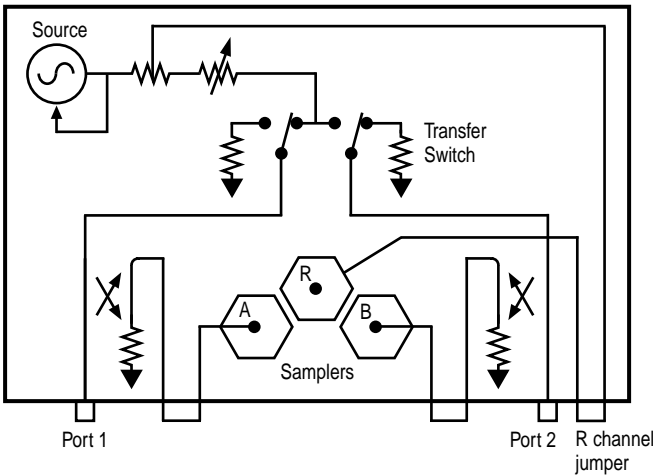 Source
Transfer
Switch
R
A
B
Samplers
Port 1
Port 2
R channel
jumper